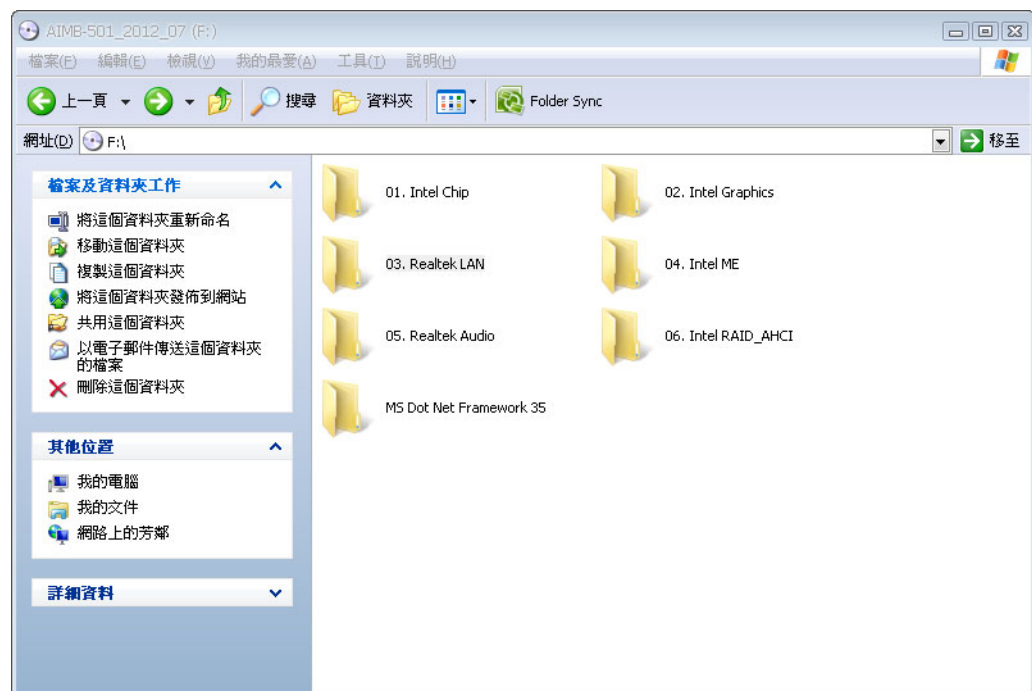 AIMB-501_2012_07 (F:)
檔案(F) 編輯(E) 檢視(V) 我的最愛(A) 工具(T) 說明(H)
上一頁 搜尋 資料夾 Folder Sync
網址(D) F:\ 移至
檔案及資料夾工作
將這個資料夾重新命名
移動這個資料夾
複製這個資料夾
將這個資料夾發佈到網站
共用這個資料夾
以電子郵件傳送這個資料夾
的檔案
刪除這個資料夾
其他位置
我的電腦
我的文件
網路上的芳鄰
詳細資料
01. Intel Chip
02. Intel Graphics
03. Realtek LAN
04. Intel ME
05. Realtek Audio
06. Intel RAID_AHCI
MS Dot Net Framework 35